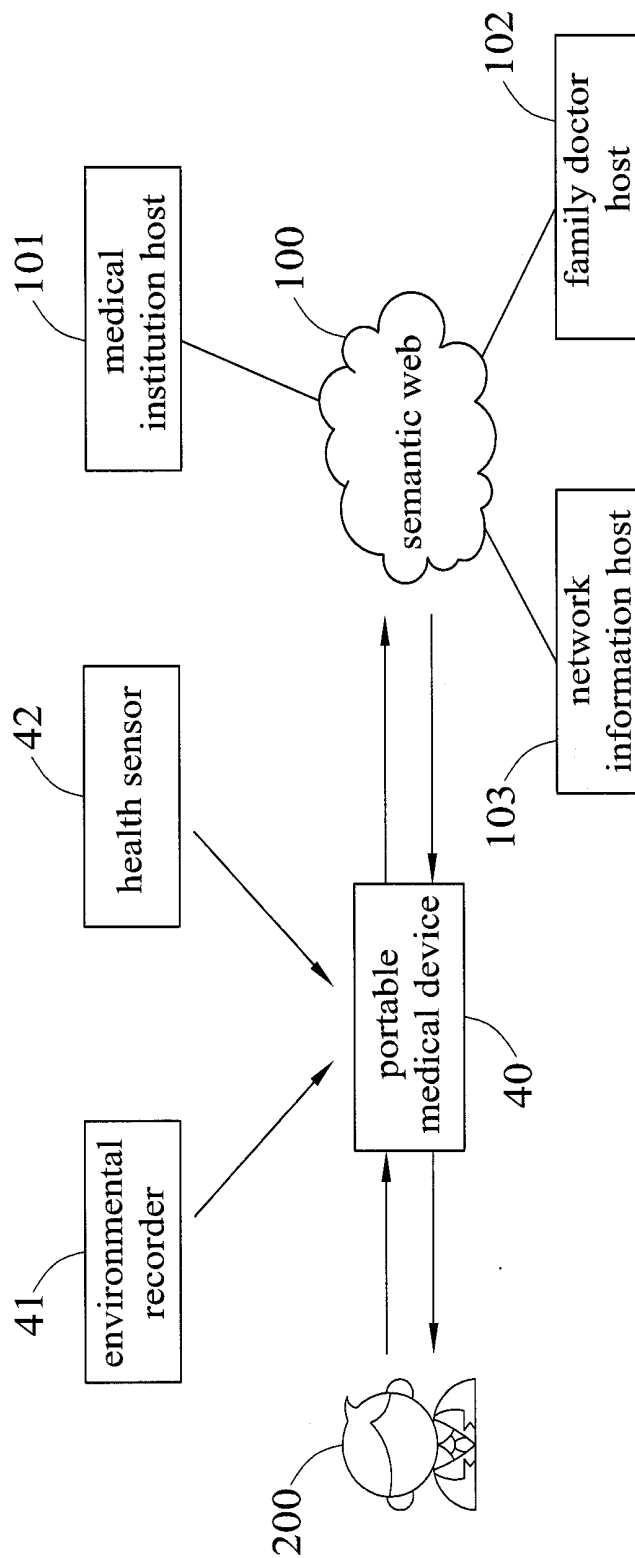 41
environmental
recorder
42
health sensor
101
medical
institution host
200
portable
medical device
40
100
semantic web
103
network
information host
102
family doctor
host